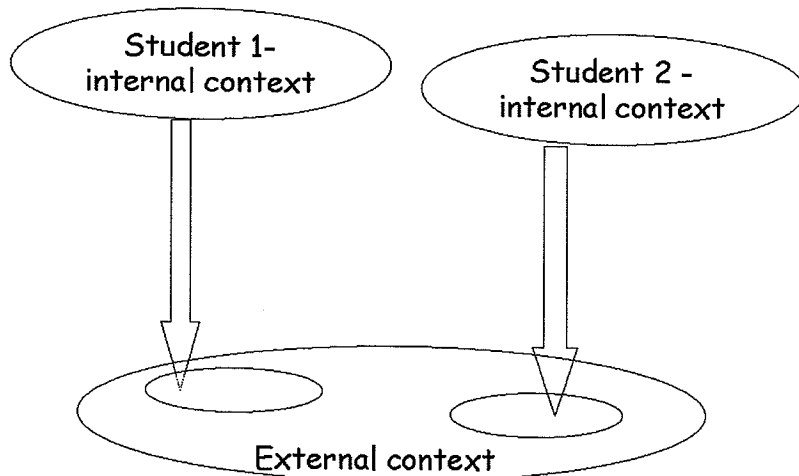 Student 1-
internal context
Student 2 -
internal context
External context